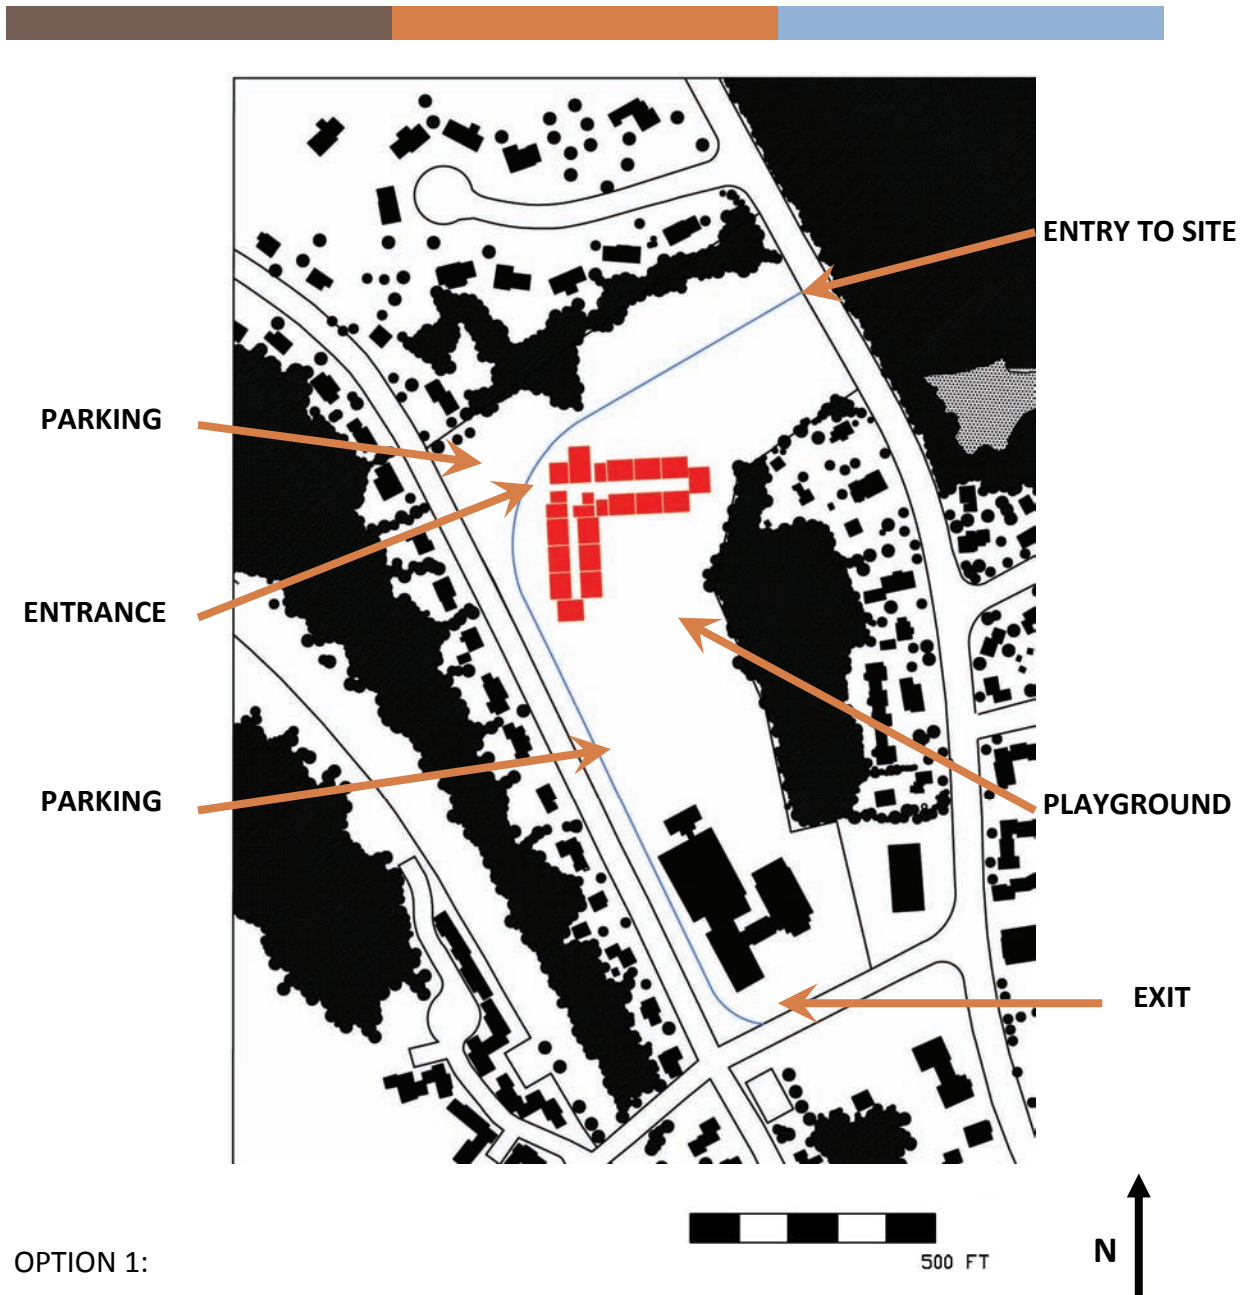 ENTRY TO SITE
PARKING
ENTRANCE
PARKING
PLAYGROUND
EXIT
500 FT
N
OPTION 1: